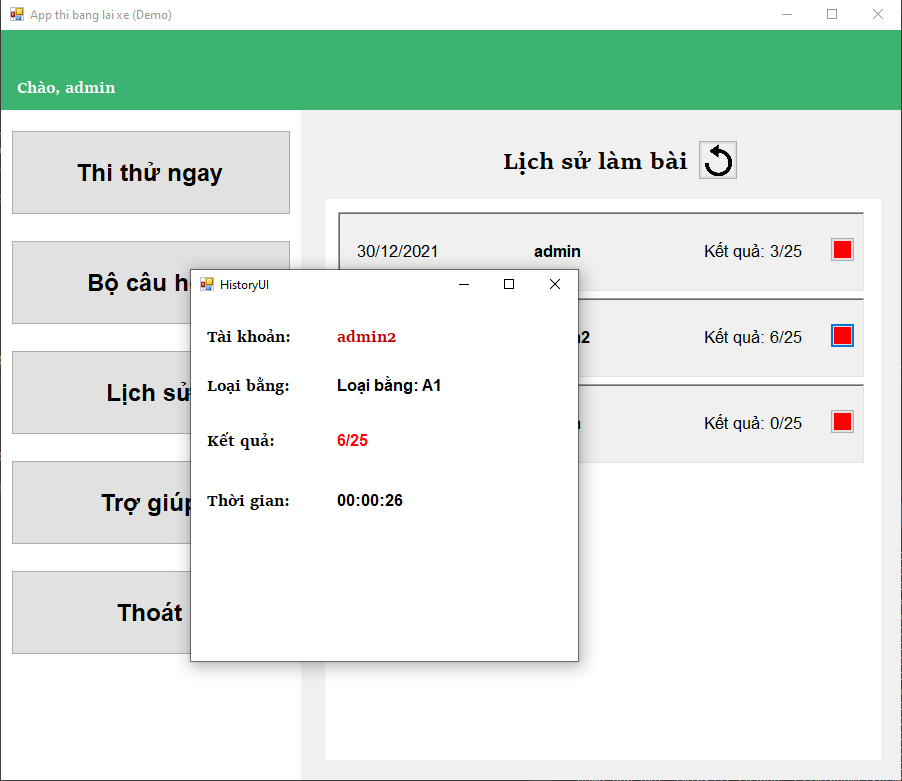 App thi bang lai xe (Demo)
Chào, admin
Thi thử ngay
Bộ câu h
Lịch sử
Trợ giúp
Thoát
Lịch sử làm bài
30/12/2021 admin Kết quả: 3/25
n2 Kết quả: 6/25
Kết quả: 0/25
HistoryUI
Tài khoản: admin2
Loại bằng: Loại bằng: A1
Kết quả: 6/25
Thời gian: 00:00:26